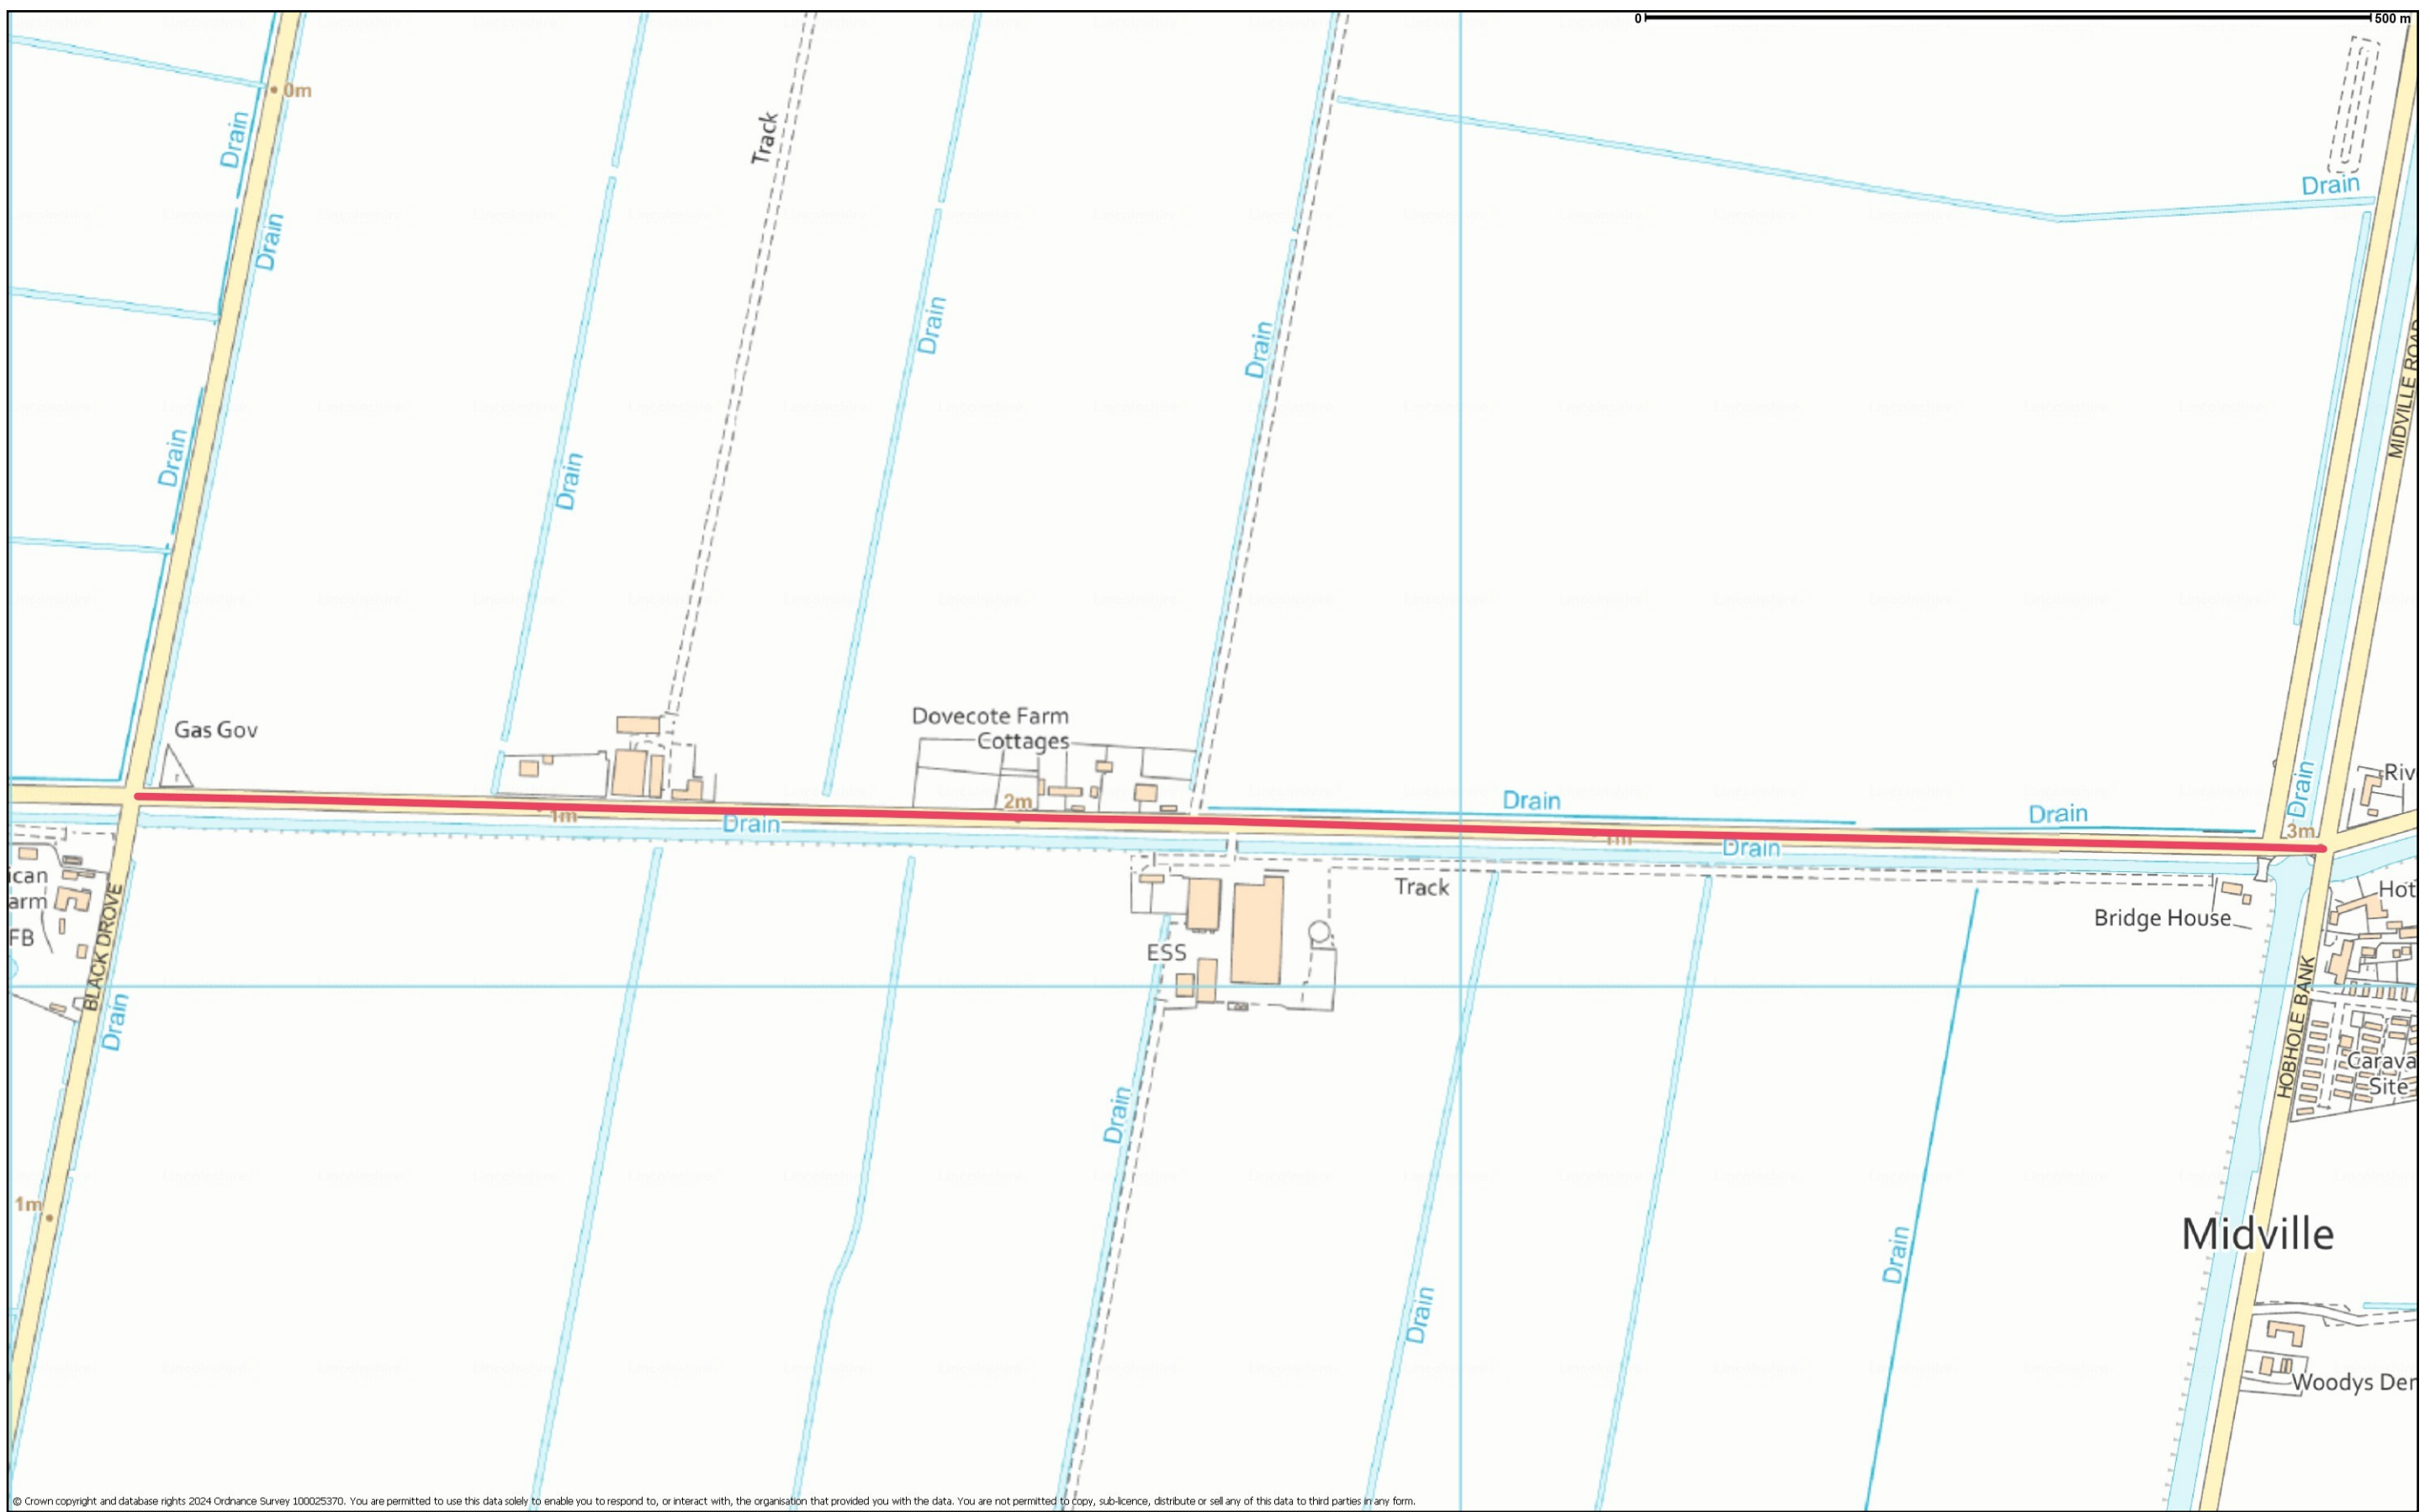 0 500 m
0m
Drain
Track
Drain
Drain
Drain
Drain
MIDVILLE ROAD
Drain
Drain
Gas Gov
Dovecote Farm
Cottages
2m
1m
Drain
Drain
Drain
Drain
Drain
3m
Riv
1m
ican
arm
FB
BLACK DROVE
Drain
Track
ESS
Bridge House
Hot
HOBHOLE BANK
Carava
Site
Drain
1m
Midville
Drain
Drain
Woodys Der
© Crown copyright and database rights 2024 Ordnance Survey 100025370. You are permitted to use this data solely to enable you to respond to, or interact with, the organisation that provided you with the data. You are not permitted to copy, sub-licence, distribute or sell any of this data to third parties in any form.